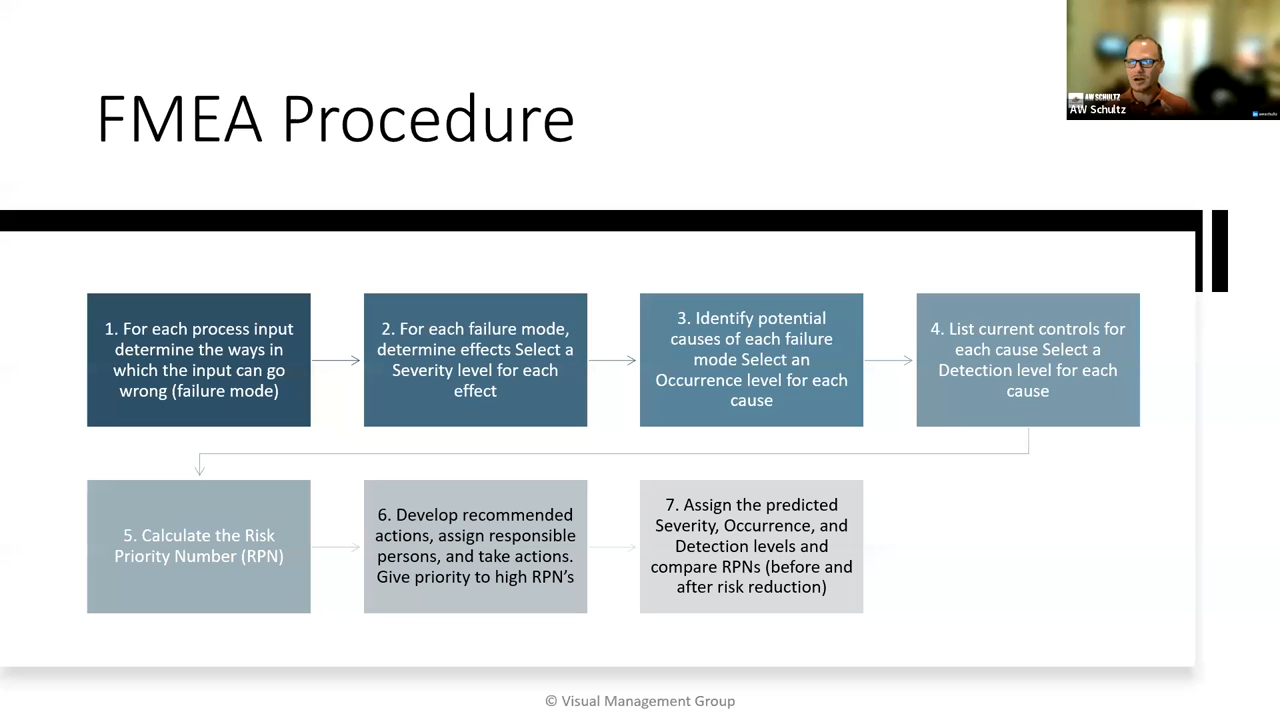 FMEA Procedure
AW SCHULTZ
AW Schultz
1. For each process input
determine the ways in
which the input can go
wrong (failure mode)
2. For each failure mode,
determine effects Select a
Severity level for each
effect
3. Identify potential
causes of each failure
mode Select an
Occurrence level for each
cause
4. List current controls for
each cause Select a
Detection level for each
cause
5. Calculate the Risk
Priority Number (RPN)
6. Develop recommended
actions, assign responsible
persons, and take actions.
Give priority to high RPN’s
7. Assign the predicted
Severity, Occurrence, and
Detection levels and
compare RPNs (before and
after risk reduction)
© Visual Management Group